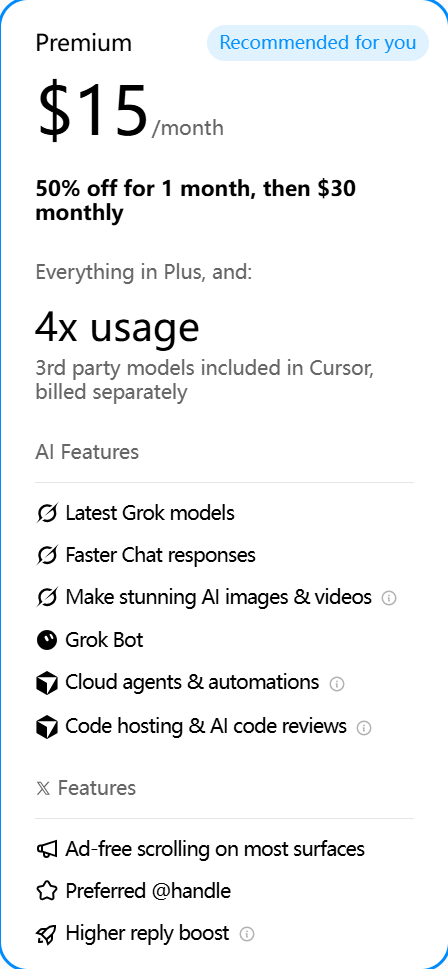 Premium
Recommended for you
$15/month
50% off for 1 month, then $30
monthly
Everything in Plus, and:
4x usage
3rd party models included in Cursor,
billed separately
AI Features
Latest Grok models
Faster Chat responses
Make stunning AI images & videos
Grok Bot
Cloud agents & automations
Code hosting & AI code reviews
𝕏 Features
Ad-free scrolling on most surfaces
Preferred @handle
Higher reply boost